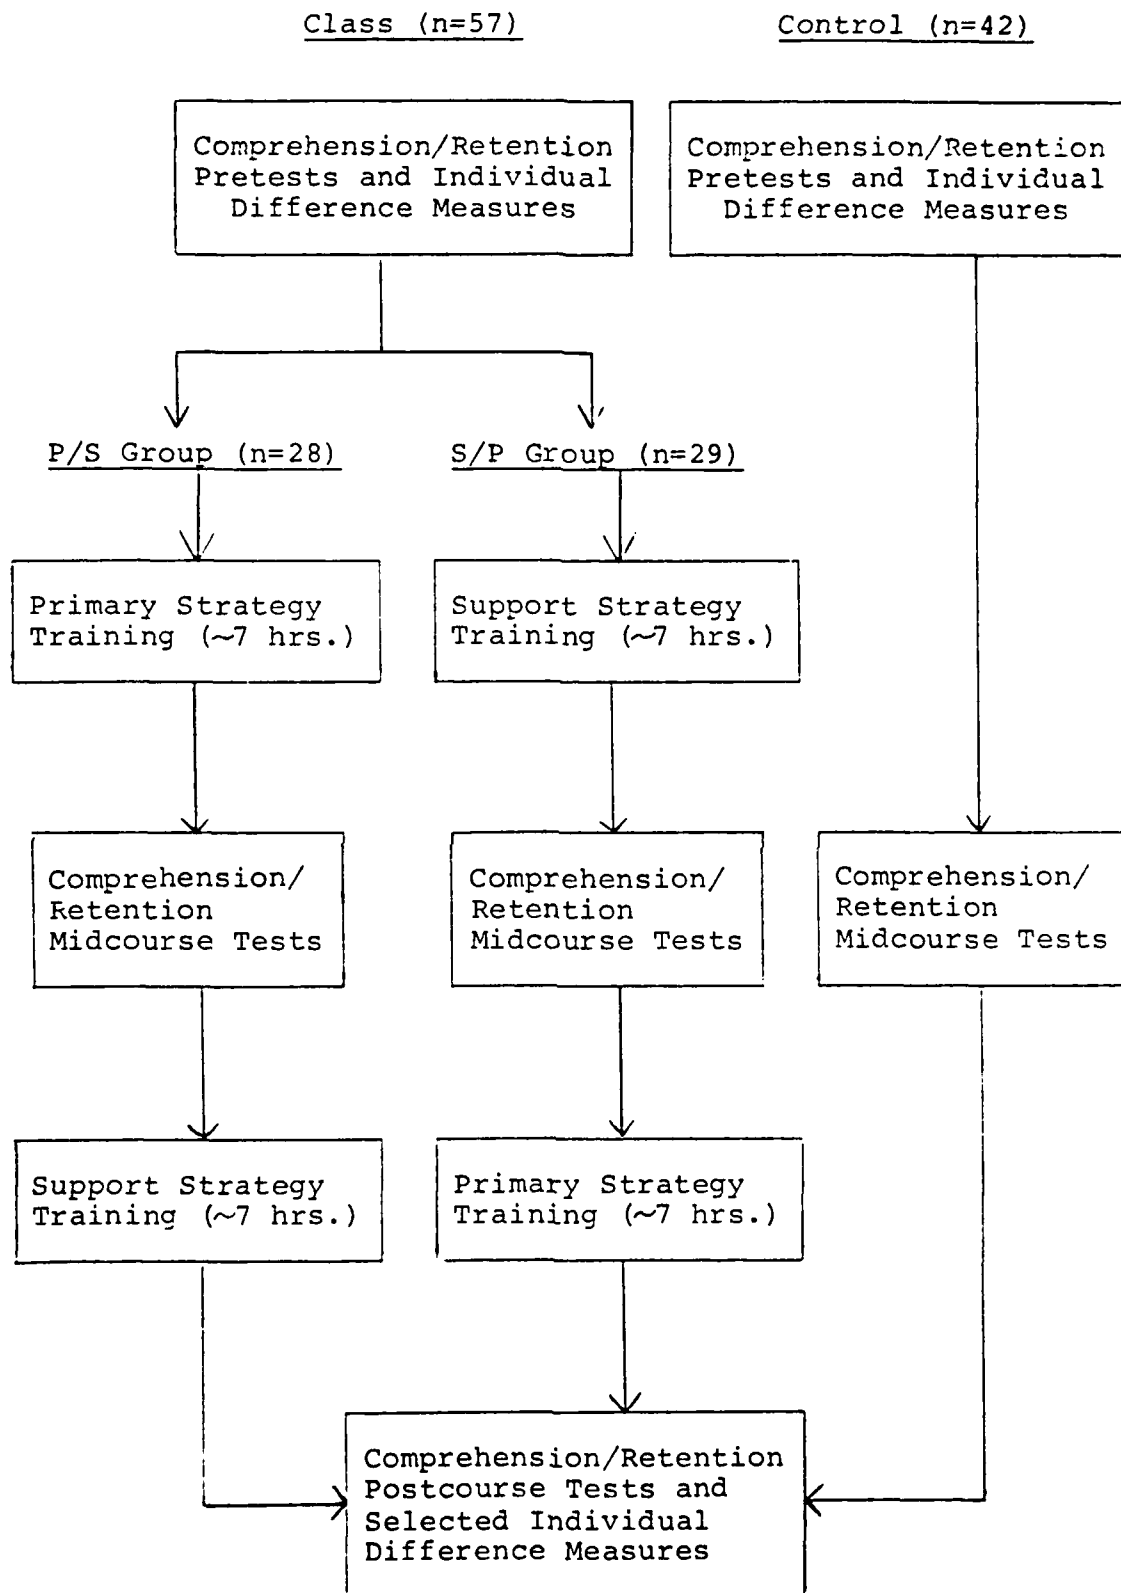 Class (n=57)
Control (n=42)
Comprehension/Retention
Pretests and Individual
Difference Measures
Comprehension/Retention
Pretests and Individual
Difference Measures
P/S Group (n=28)
S/P Group (n=29)
Primary Strategy
Training (~7 hrs.)
Support Strategy
Training (~7 hrs.)
Comprehension/
Retention
Midcourse Tests
Comprehension/
Retention
Midcourse Tests
Comprehension/
Retention
Midcourse Tests
Support Strategy
Training (~7 hrs.)
Primary Strategy
Training (~7 hrs.)
Comprehension/Retention
Postcourse Tests and
Selected Individual
Difference Measures